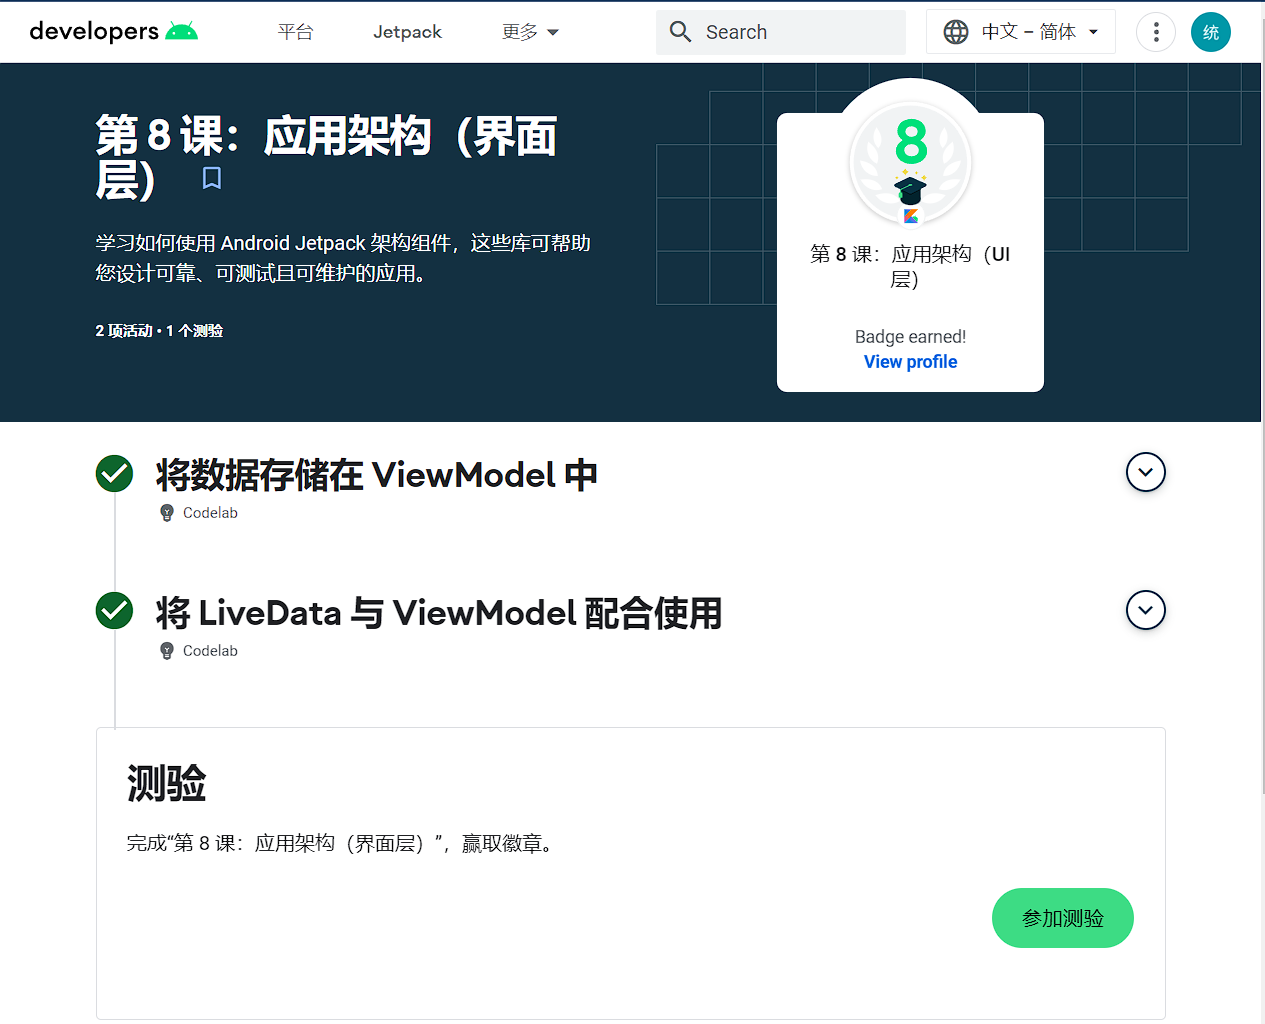 developers
平台
Jetpack
更多
Search
中文 – 简体
统
第 8 课：应用架构（界面
层）
学习如何使用 Android Jetpack 架构组件，这些库可帮助
您设计可靠、可测试且可维护的应用。
2 项活动 • 1 个测验
8
第 8 课：应用架构（UI
层）
Badge earned!
View profile
将数据存储在 ViewModel 中
Codelab
将 LiveData 与 ViewModel 配合使用
Codelab
测验
完成“第 8 课：应用架构（界面层）”，赢取徽章。
参加测验